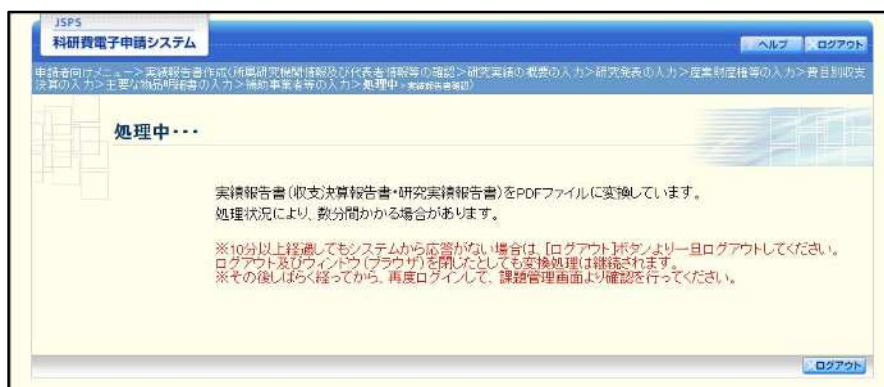 JSPS
科研費電子申請システム
ヘルプ
ログアウト
申請者向けメニュー>実績報告書作成(所属研究機関情報及び代表者情報等の確認>研究実績の概要の入力>研究発表の入力>産業財産権等の入力>費目別収支
決算の入力>主要な物品明細書の入力>補助事業者等の入力>処理中>実績報告書確認)
処理中・・・
実績報告書(収支決算報告書・研究実績報告書)をPDFファイルに変換しています。
処理状況により、数分間かかる場合があります。
※10分以上経過してもシステムから応答がない場合は、[ログアウト]ボタンより一旦ログアウトしてください。
ログアウト及びウィンドウ(ブラウザ)を閉じたとしても変換処理は継続されます。
※その後しばらく経ってから、再度ログインして、課題管理画面より確認を行ってください。
ログアウト